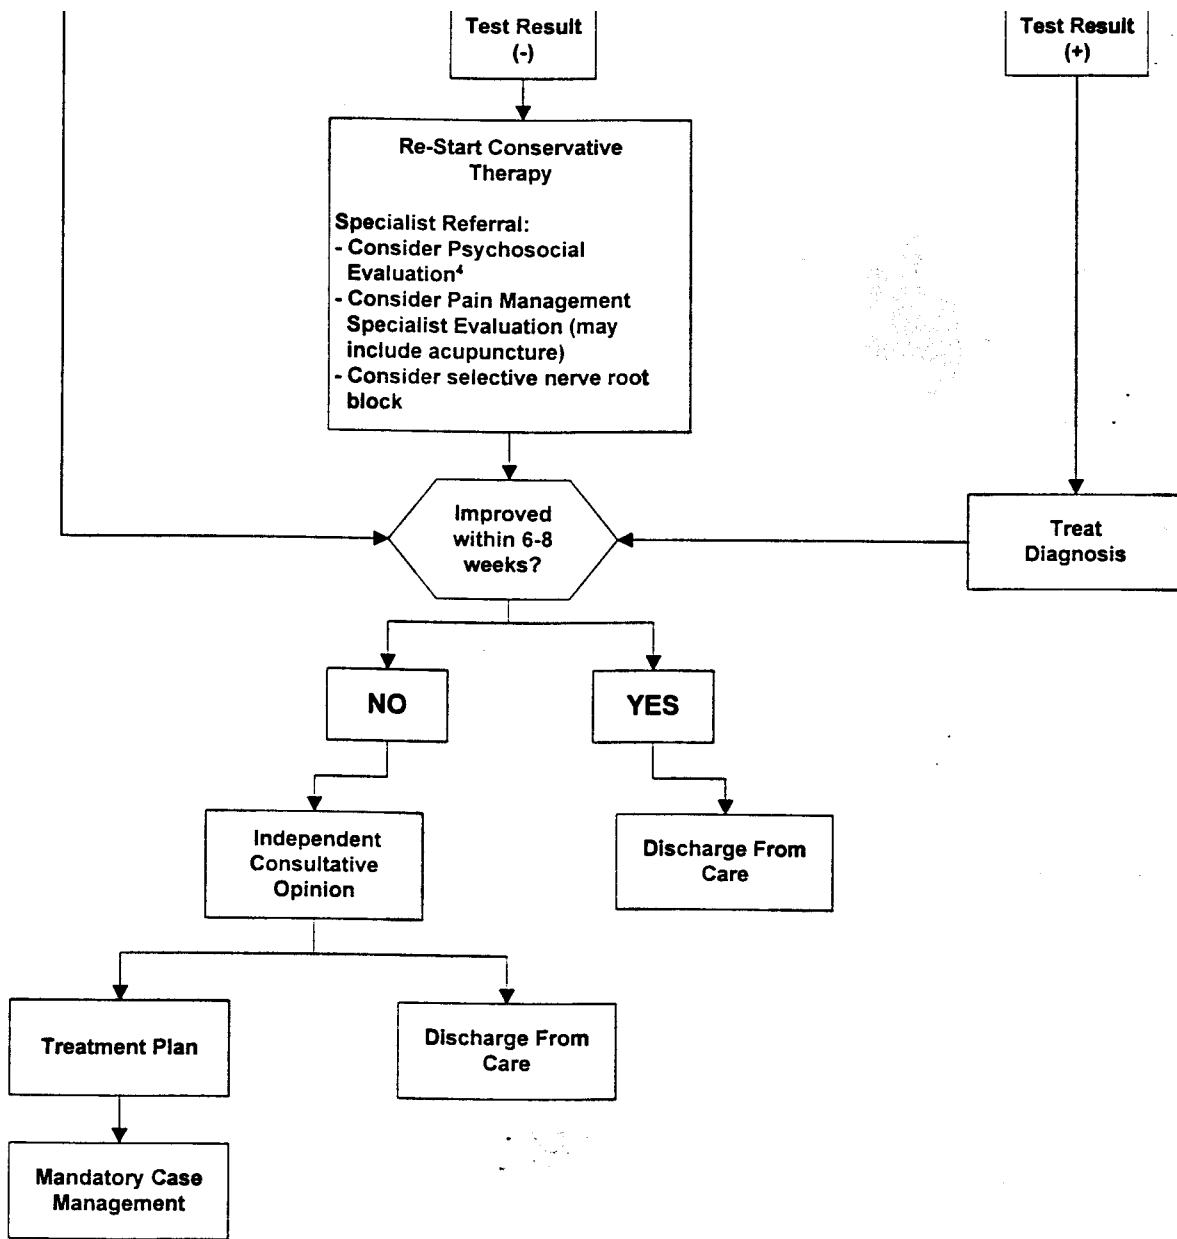 Test Result
(-)
Test Result
(+)
Re-Start Conservative
Therapy
Specialist Referral:
- Consider Psychosocial
Evaluation⁴
- Consider Pain Management
Specialist Evaluation (may
include acupuncture)
- Consider selective nerve root
block
Improved
within 6-8
weeks?
Treat
Diagnosis
NO
YES
Independent
Consultative
Opinion
Discharge From
Care
Treatment Plan
Discharge From
Care
Mandatory Case
Management